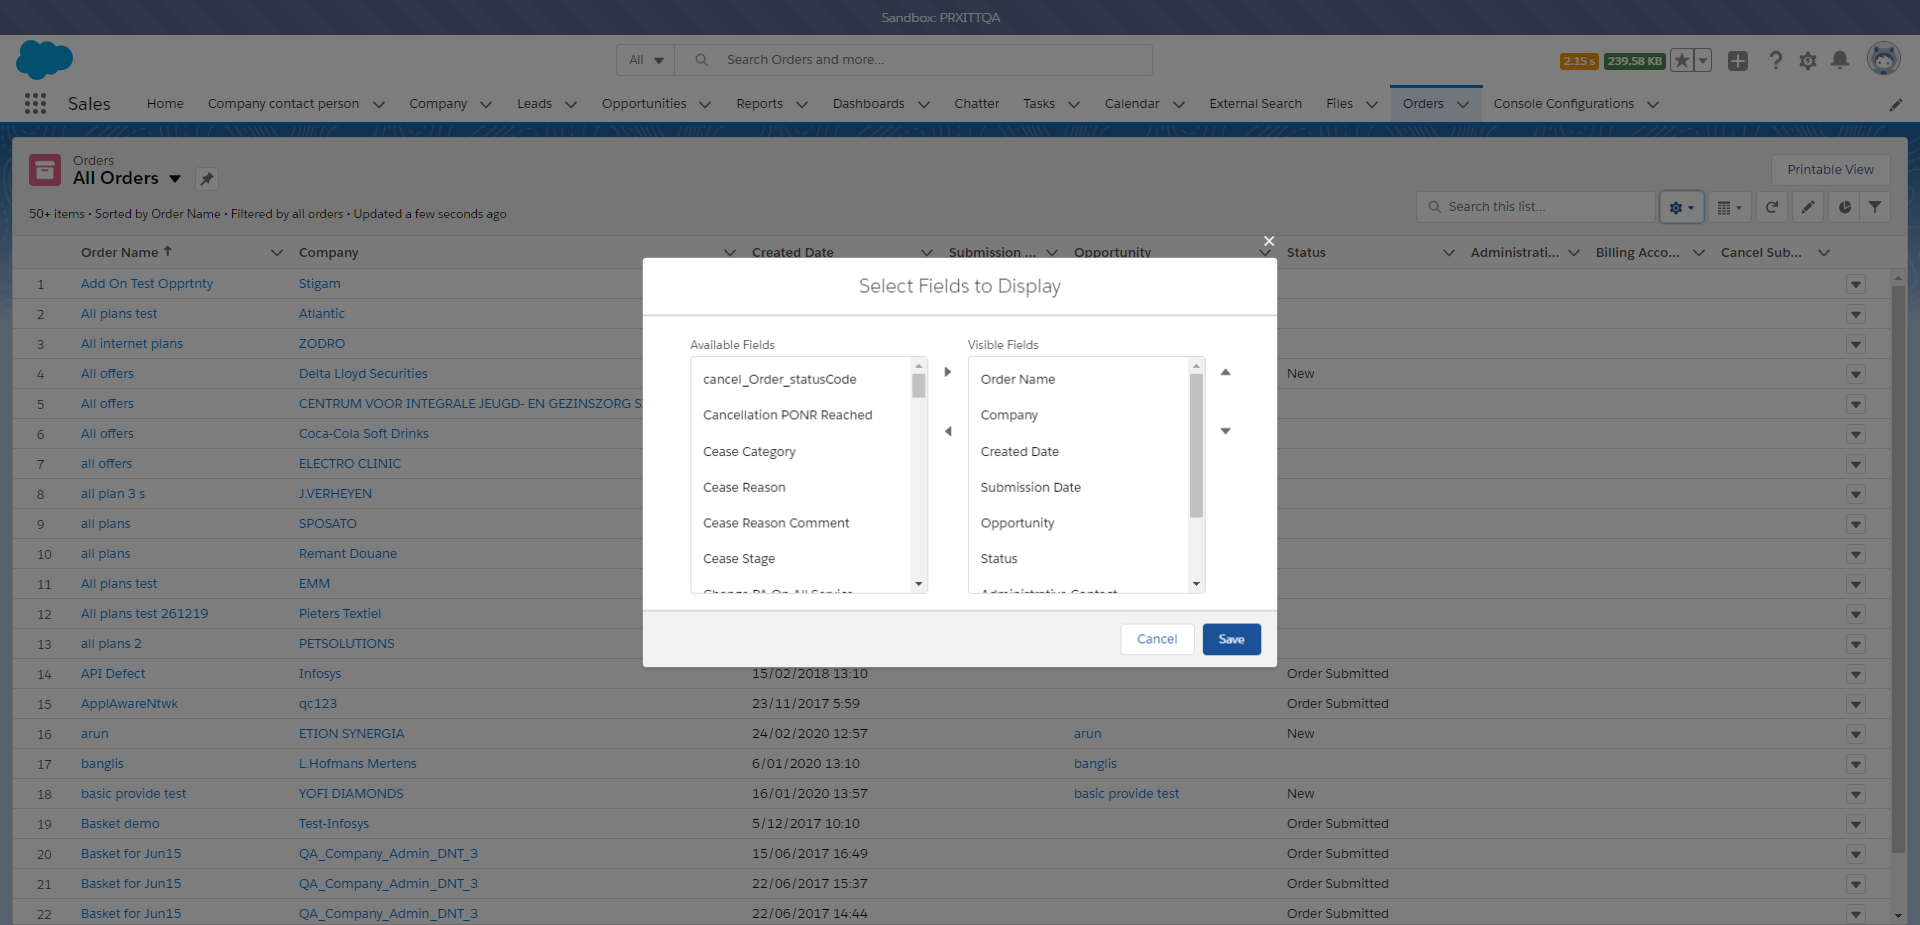 Sandbox: PRXITTQA
All
Search Orders and more...
2.15 s
239.58 KB
Sales
Home
Company contact person
Company
Leads
Opportunities
Reports
Dashboards
Chatter
Tasks
Calendar
External Search
Files
Orders
Console Configurations
Orders
All Orders
Printable View
50+ items • Sorted by Order Name • Filtered by all orders • Updated a few seconds ago
Search this list...
Order Name
Company
Created Date
Submission ...
Opportunity
Status
Administrati...
Billing Acco...
Cancel Sub...
1 Add On Test Opprtnty Stigam
2 All plans test Atlantic
3 All internet plans ZODRO
4 All offers Delta Lloyd Securities New
5 All offers CENTRUM VOOR INTEGRALE JEUGD- EN GEZINSZORG S
6 All offers Coca-Cola Soft Drinks
7 all offers ELECTRO CLINIC
8 all plan 3 s J.VERHEYEN
9 all plans SPOSATO
10 all plans Remant Douane
11 All plans test EMM
12 All plans test 261219 Pieters Textiel
13 all plans 2 PETSOLUTIONS
14 API Defect Infosys 15/02/2018 13:10 Order Submitted
15 ApplAwareNtwk qc123 23/11/2017 5:59 Order Submitted
16 arun ETION SYNERGIA 24/02/2020 12:57 arun New
17 banglis L.Hofmans Mertens 6/01/2020 13:10 banglis
18 basic provide test YOFI DIAMONDS 16/01/2020 13:57 basic provide test New
19 Basket demo Test-Infosys 5/12/2017 10:10 Order Submitted
20 Basket for Jun15 QA_Company_Admin_DNT_3 15/06/2017 16:49 Order Submitted
21 Basket for Jun15 QA_Company_Admin_DNT_3 22/06/2017 15:37 Order Submitted
22 Basket for Jun15 QA_Company_Admin_DNT_3 22/06/2017 14:44 Order Submitted
Select Fields to Display
Available Fields
cancel_Order_statusCode
Cancellation PONR Reached
Cease Category
Cease Reason
Cease Reason Comment
Cease Stage
Change BA On All Service
Visible Fields
Order Name
Company
Created Date
Submission Date
Opportunity
Status
Administrative Contact
Cancel
Save